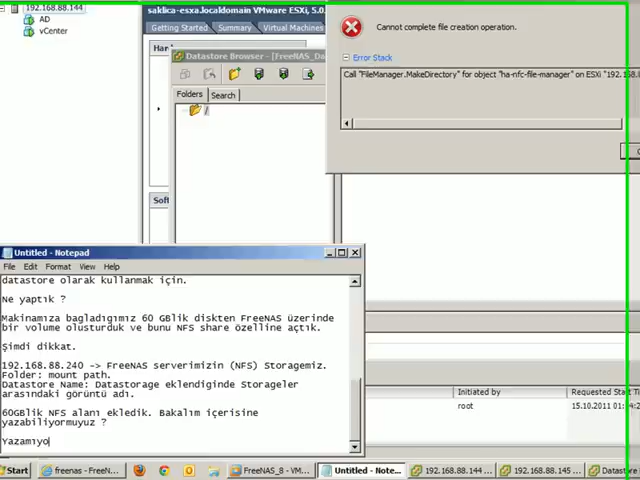 192.168.88.144
AD
vCenter
saklica-esxa.localdomain VMware ESXi, 5.0
Getting Started
Summary
Virtual Machines
Datastore Browser - [FreeNAS_Da
Folders
Search
/
Cannot complete file creation operation.
Error Stack
Call "FileManager.MakeDirectory" for object "ha-nfc-file-manager" on ESXi "192.168.8
Untitled - Notepad
File Edit Format View Help
datastore olarak kullanmak için.
Ne yaptık ?
Makinamıza bagladıgımız 60 GBlik diskten FreeNAS üzerinde
bir volume olusturduk ve bunu NFS share özelline açtık.
Şimdi dikkat.
192.168.88.240 -> FreeNAS serverimizin (NFS) Storagemiz.
Folder: mount path.
Datastore Name: Datastorage eklendiginde Storageler
arasındaki görüntü adı.
60GBlik NFS alanı ekledik. Bakalım içerisine
yazabiliyormuyuz ?
Yazamıyo
Initiated by
Requested Start T
root
15.10.2011 01:
Start
freenas - FreeN...
FreeNAS_8 - VM...
Untitled - Note...
192.168.88.144 ...
192.168.88.145 ...
Datastore